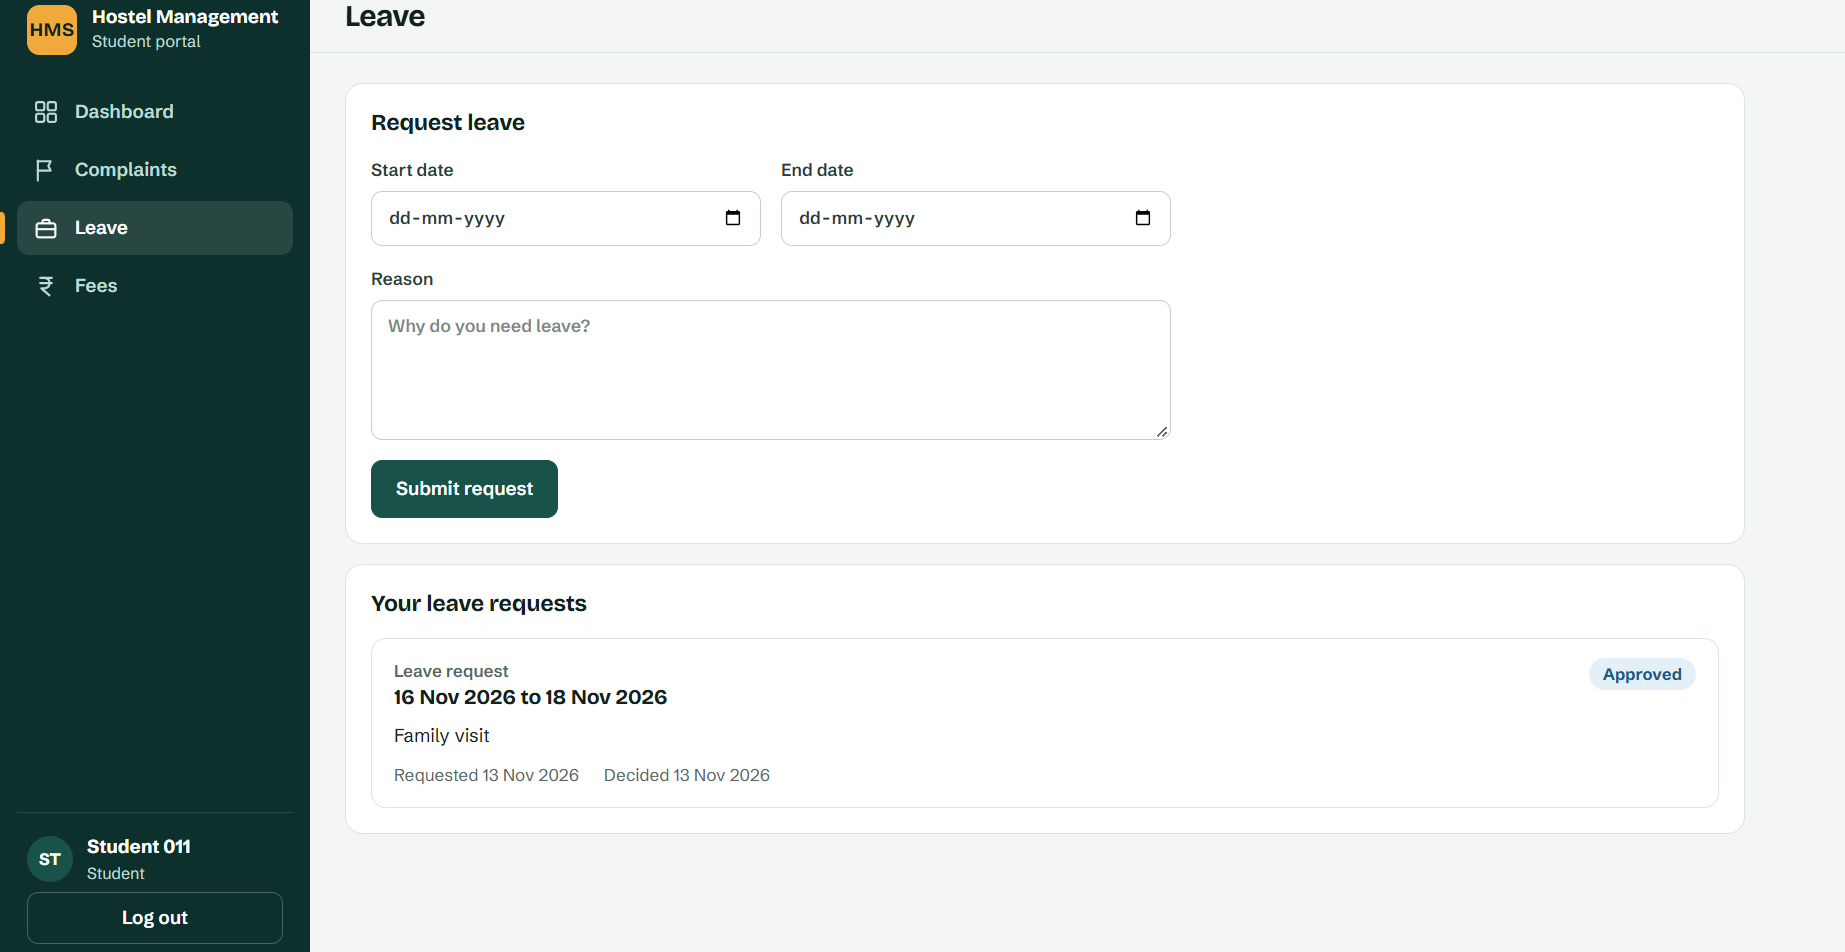 HMS
Hostel Management
Student portal
Dashboard
Complaints
Leave
Fees
ST
Student 011
Student
Log out
Leave
Request leave
Start date
End date
dd-mm-yyyy
dd-mm-yyyy
Reason
Why do you need leave?
Submit request
Your leave requests
Leave request
Approved
16 Nov 2026 to 18 Nov 2026
Family visit
Requested 13 Nov 2026
Decided 13 Nov 2026